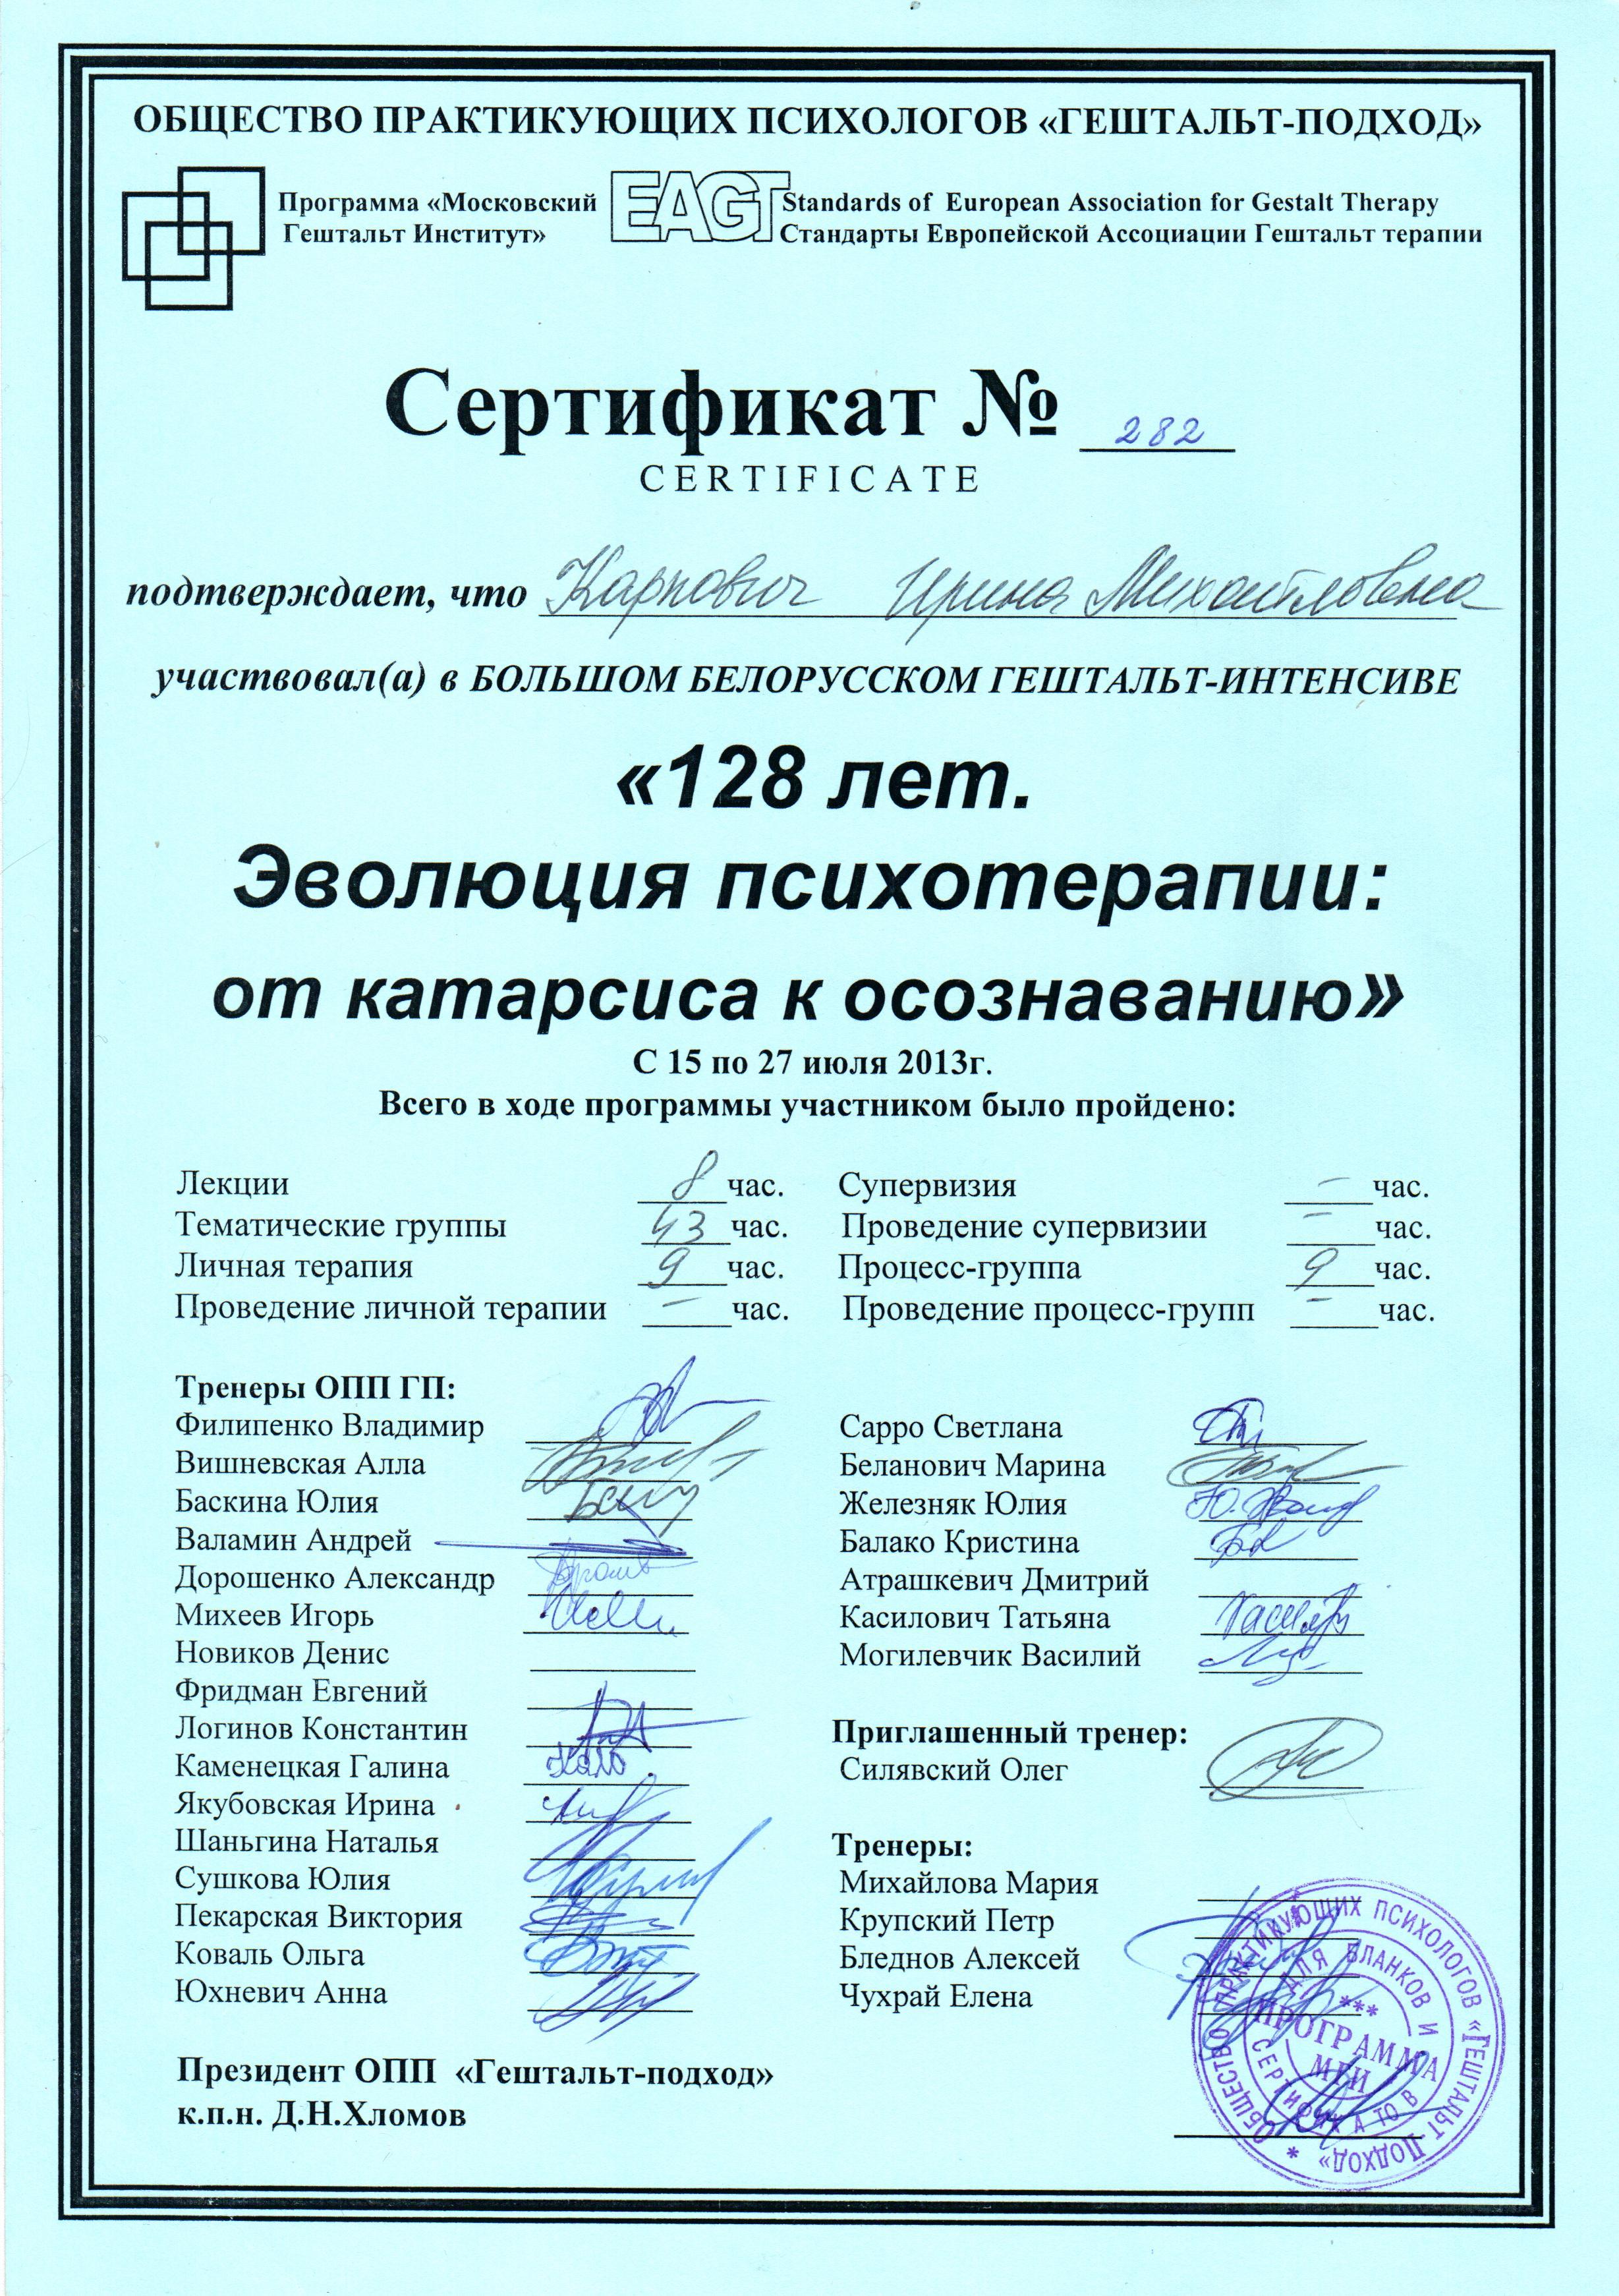 ОБЩЕСТВО ПРАКТИКУЮЩИХ ПСИХОЛОГОВ «ГЕШТАЛЬТ-ПОДХОД»
Программа «Московский Гештальт Институт»
EAGT
Standards of European Association for Gestalt Therapy
Стандарты Европейской Ассоциации Гештальт терапии
Сертификат № 282
CERTIFICATE
подтверждает, что Карпович Ирина Михайловна
участвовал(а) в БОЛЬШОМ БЕЛОРУССКОМ ГЕШТАЛЬТ-ИНТЕНСИВЕ
«128 лет.
Эволюция психотерапии:
от катарсиса к осознаванию»
С 15 по 27 июля 2013г.
Всего в ходе программы участником было пройдено:
Лекции 8 час.
Тематические группы 43 час.
Личная терапия 9 час.
Проведение личной терапии – час.
Супервизия – час.
Проведение супервизии – час.
Процесс-группа 9 час.
Проведение процесс-групп – час.
Тренеры ОПП ГП:
Филипенко Владимир
Вишневская Алла
Баскина Юлия
Валамин Андрей
Дорошенко Александр
Михеев Игорь
Новиков Денис
Фридман Евгений
Логинов Константин
Каменецкая Галина
Якубовская Ирина
Шаньгина Наталья
Сушкова Юлия
Пекарская Виктория
Коваль Ольга
Юхневич Анна
Сарро Светлана
Беланович Марина
Железняк Юлия
Балако Кристина
Атрашкевич Дмитрий
Касилович Татьяна
Могилевчик Василий
Приглашенный тренер:
Силявский Олег
Тренеры:
Михайлова Мария
Крупский Петр
Бледнов Алексей
Чухрай Елена
Президент ОПП «Гештальт-подход»
к.п.н. Д.Н.Хломов
* ОБЩЕСТВО ПРАКТИКУЮЩИХ ПСИХОЛОГОВ «ГЕШТАЛЬТ-ПОДХОД»
ДЛЯ БЛАНКОВ И СЕРТИФИКАТОВ
***
ПРОГРАММА
МГИ